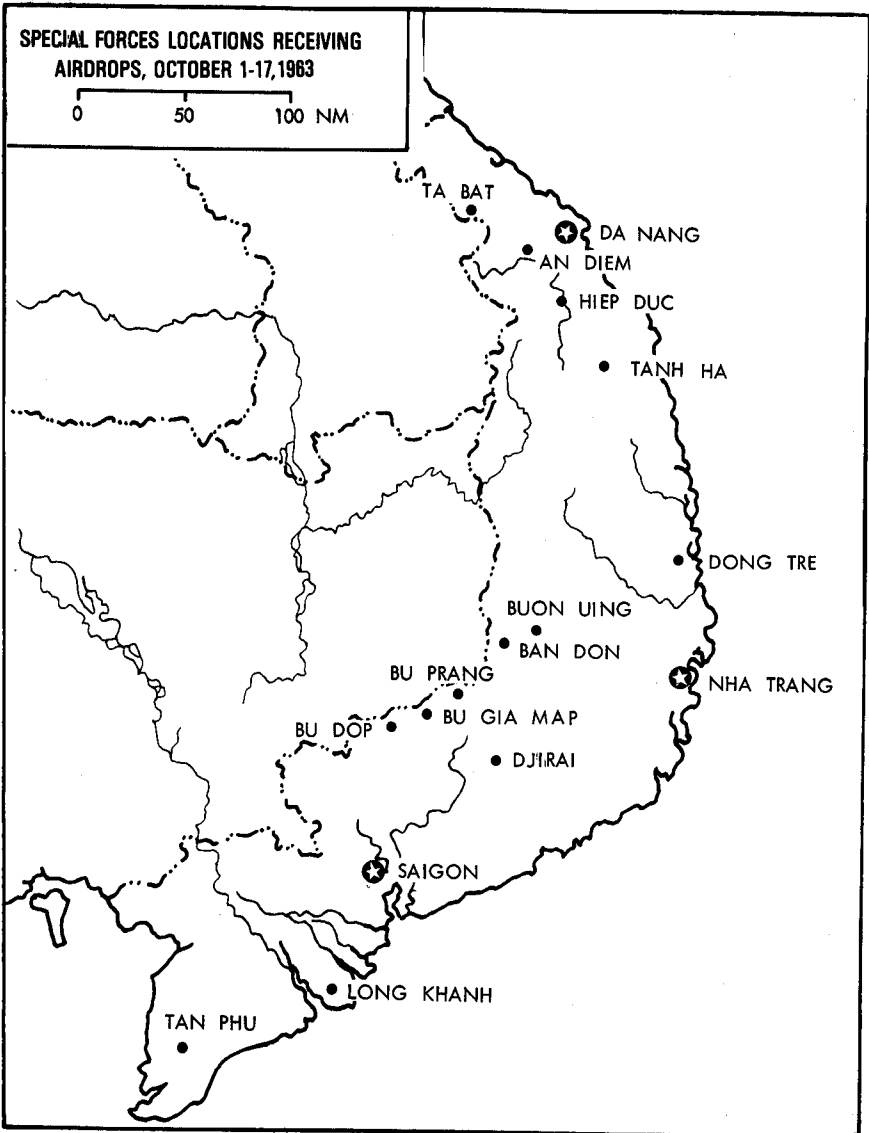 SPECIAL FORCES LOCATIONS RECEIVING
AIRDROPS, OCTOBER 1-17, 1963
0 50 100 NM
TA BAT
DA NANG
AN DIEM
HIEP DUC
TANH HA
DONG TRE
BUON UING
BAN DON
BU PRANG
NHA TRANG
BU GIA MAP
BU DOP
DJIRAI
SAIGON
LONG KHANH
TAN PHU